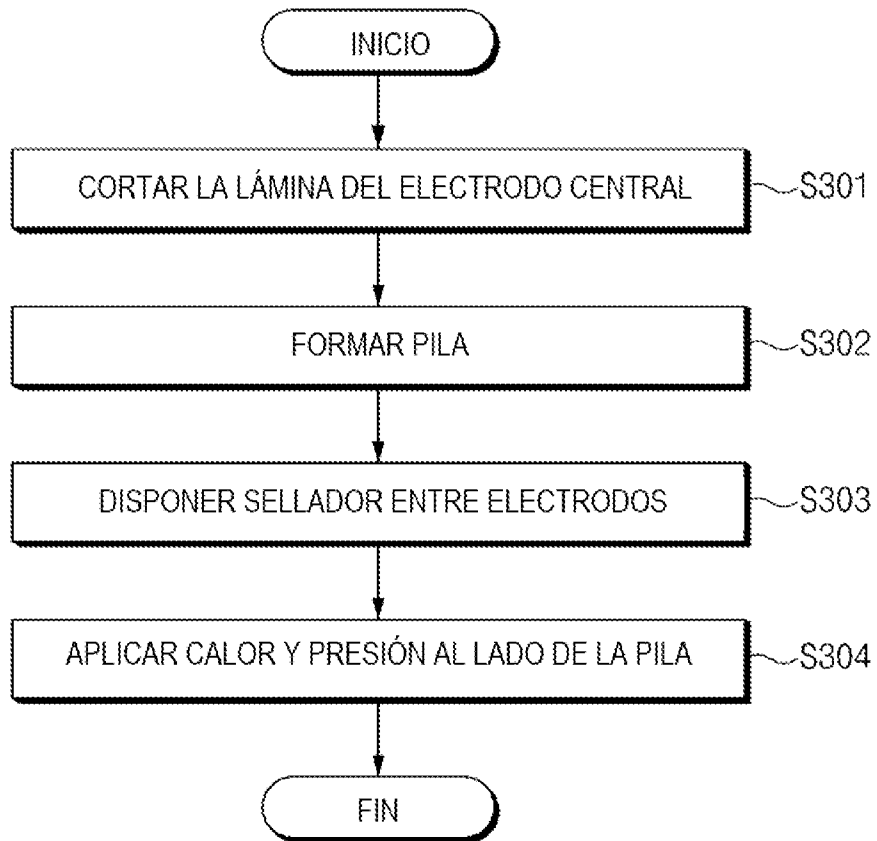 INICIO
CORTAR LA LÁMINA DEL ELECTRODO CENTRAL
S301
FORMAR PILA
S302
DISPONER SELLADOR ENTRE ELECTRODOS
S303
APLICAR CALOR Y PRESIÓN AL LADO DE LA PILA
S304
FIN